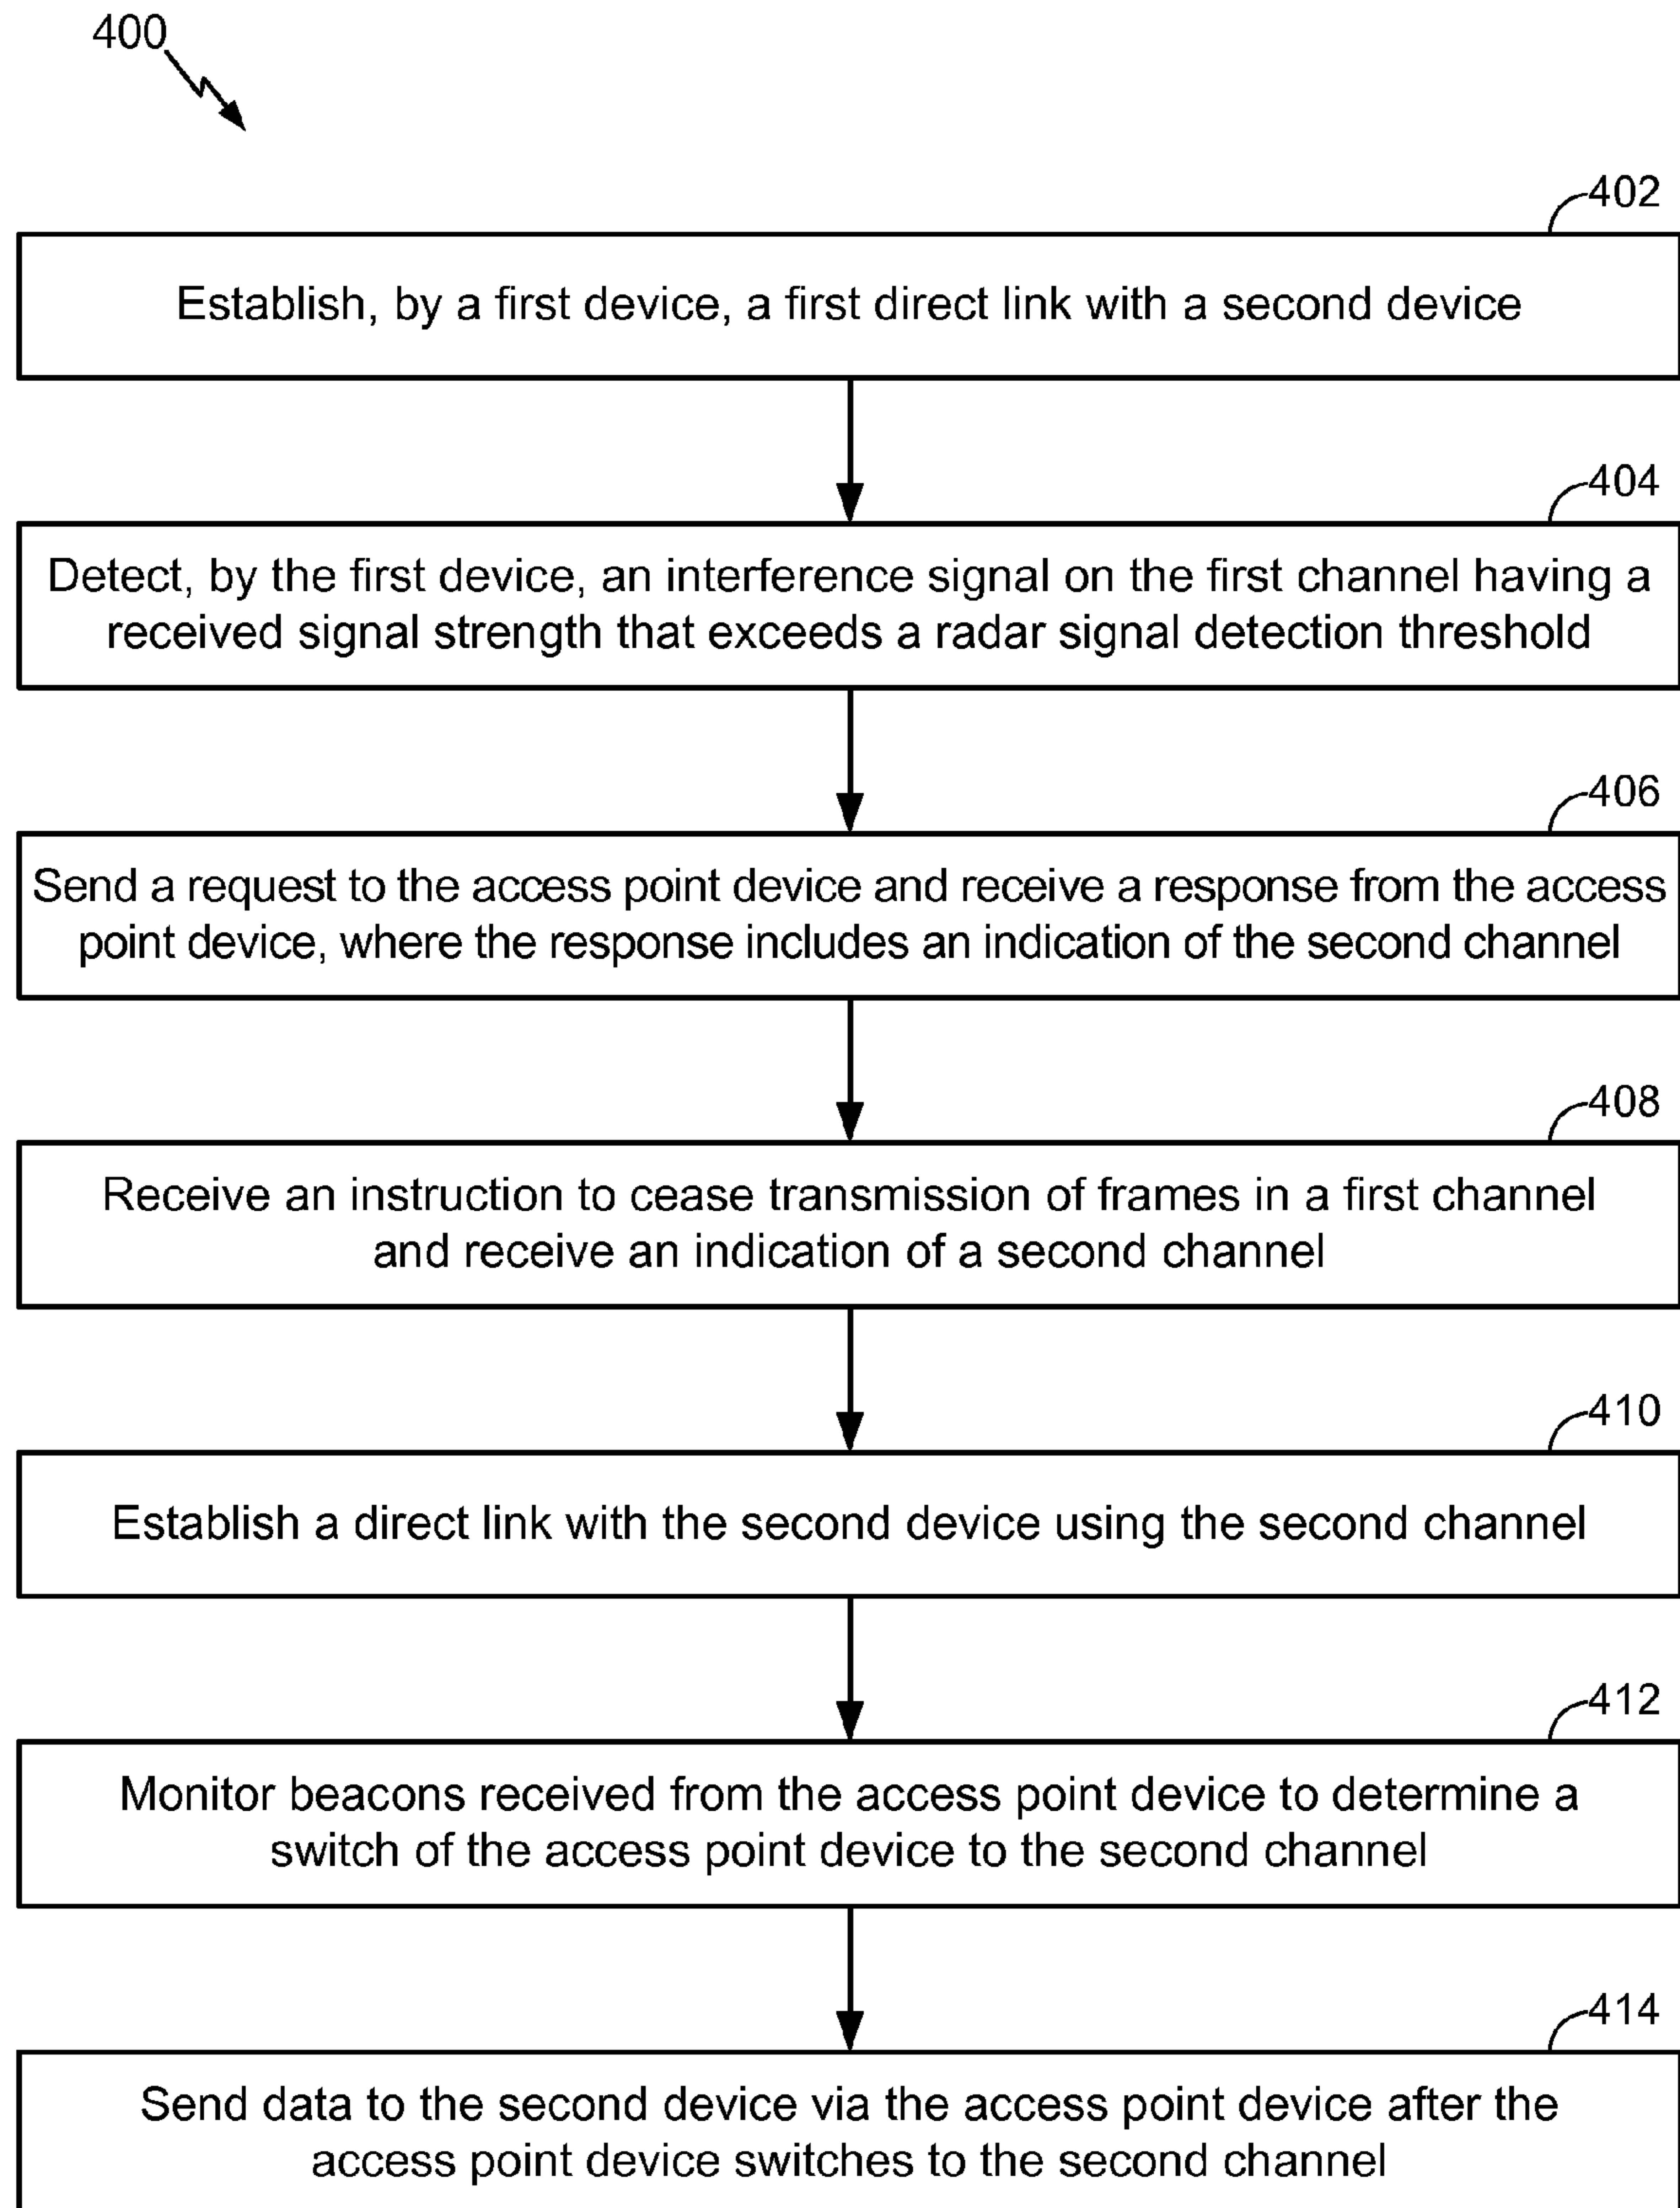 400
402
Establish, by a first device, a first direct link with a second device
404
Detect, by the first device, an interference signal on the first channel having a
received signal strength that exceeds a radar signal detection threshold
406
Send a request to the access point device and receive a response from the access
point device, where the response includes an indication of the second channel
408
Receive an instruction to cease transmission of frames in a first channel
and receive an indication of a second channel
410
Establish a direct link with the second device using the second channel
412
Monitor beacons received from the access point device to determine a
switch of the access point device to the second channel
414
Send data to the second device via the access point device after the
access point device switches to the second channel